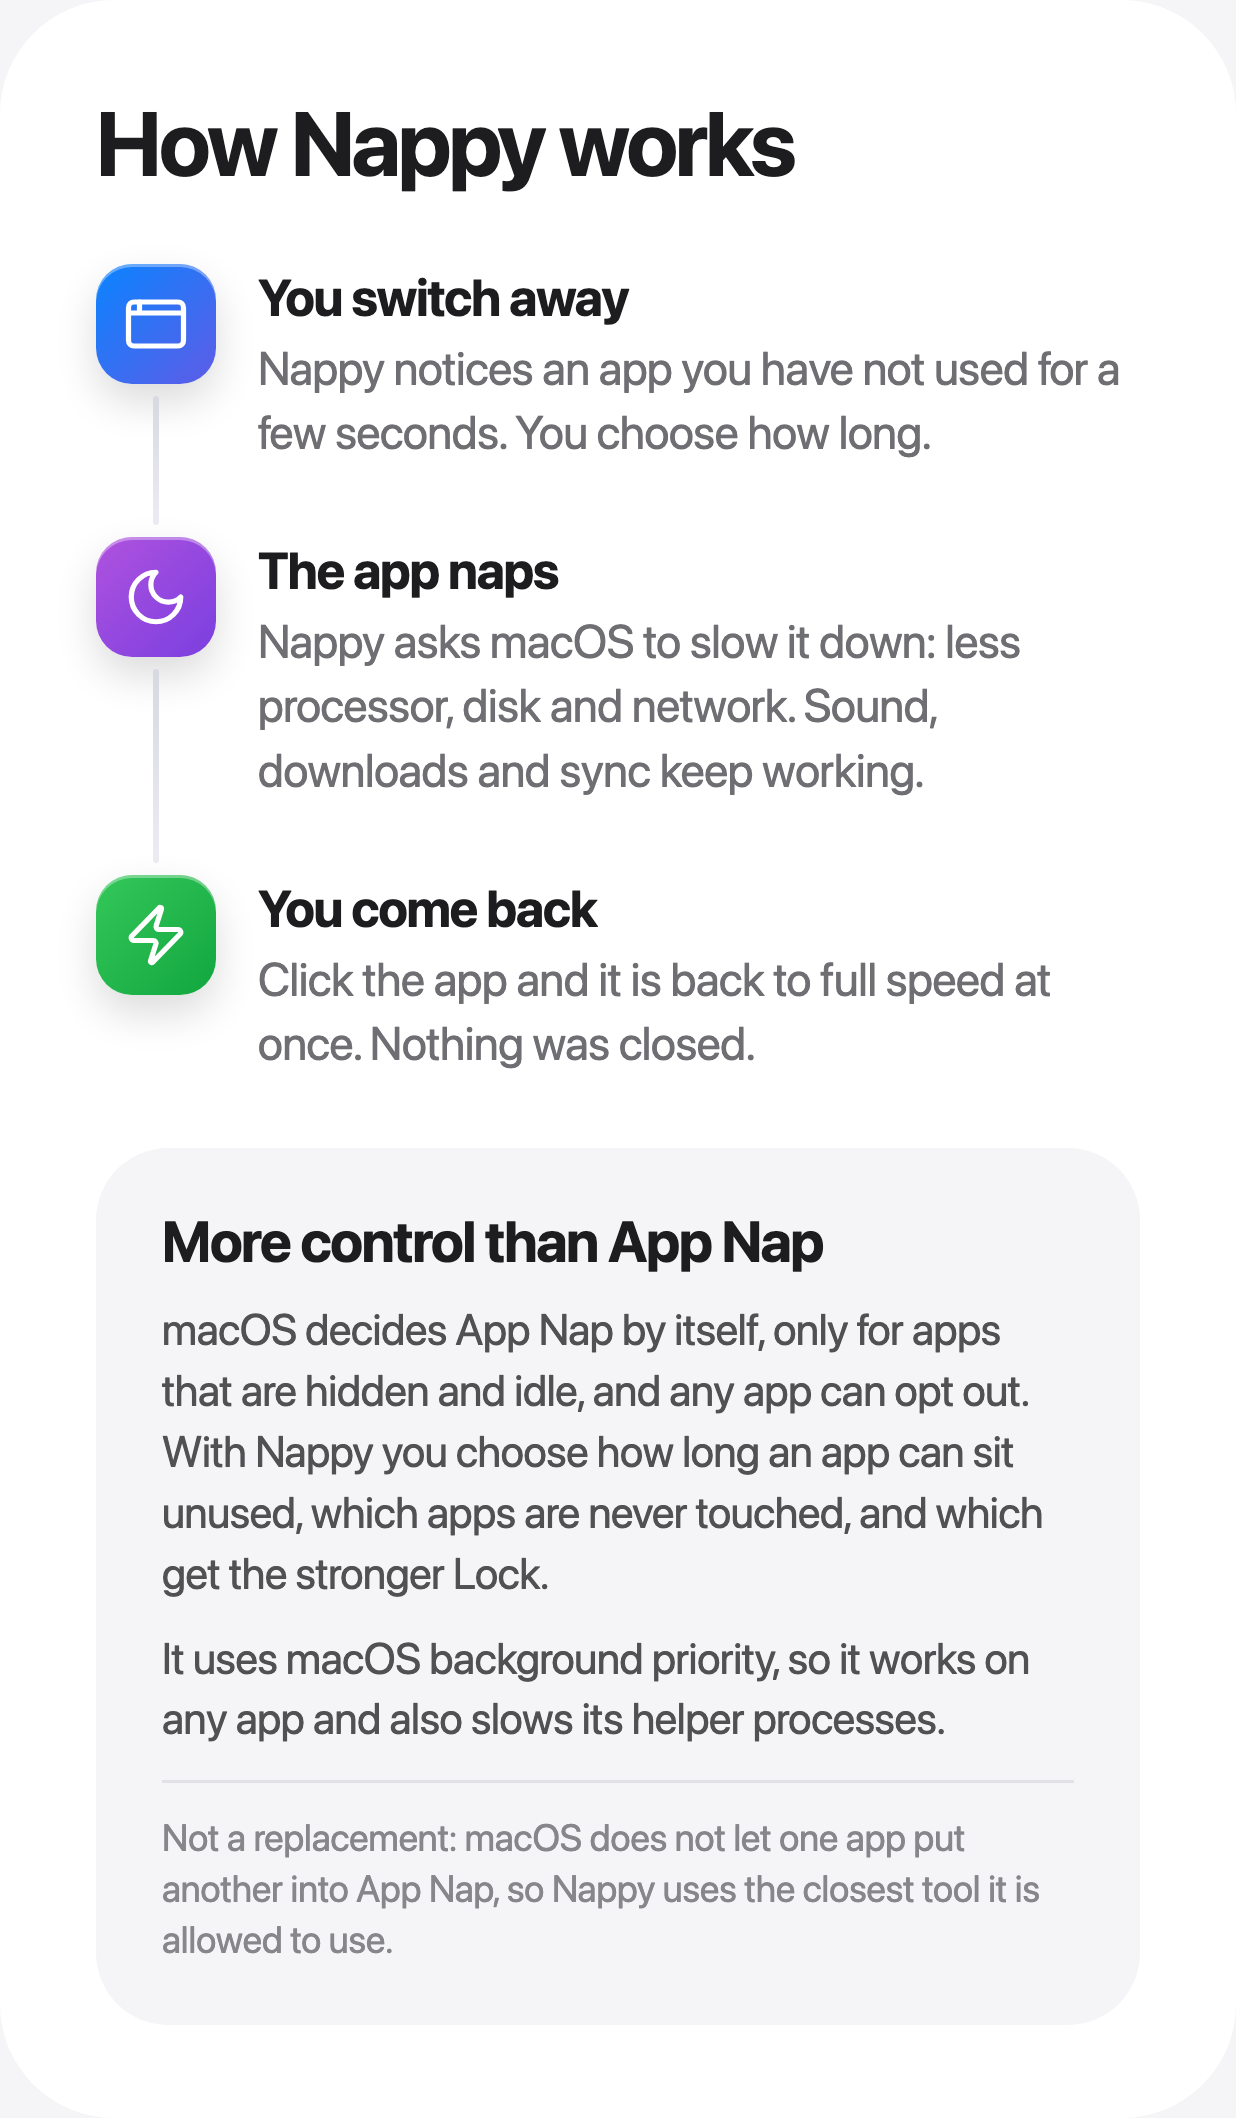 How Nappy works
You switch away
Nappy notices an app you have not used for a
few seconds. You choose how long.
The app naps
Nappy asks macOS to slow it down: less
processor, disk and network. Sound,
downloads and sync keep working.
You come back
Click the app and it is back to full speed at
once. Nothing was closed.
More control than App Nap
macOS decides App Nap by itself, only for apps
that are hidden and idle, and any app can opt out.
With Nappy you choose how long an app can sit
unused, which apps are never touched, and which
get the stronger Lock.
It uses macOS background priority, so it works on
any app and also slows its helper processes.
Not a replacement: macOS does not let one app put
another into App Nap, so Nappy uses the closest tool it is
allowed to use.